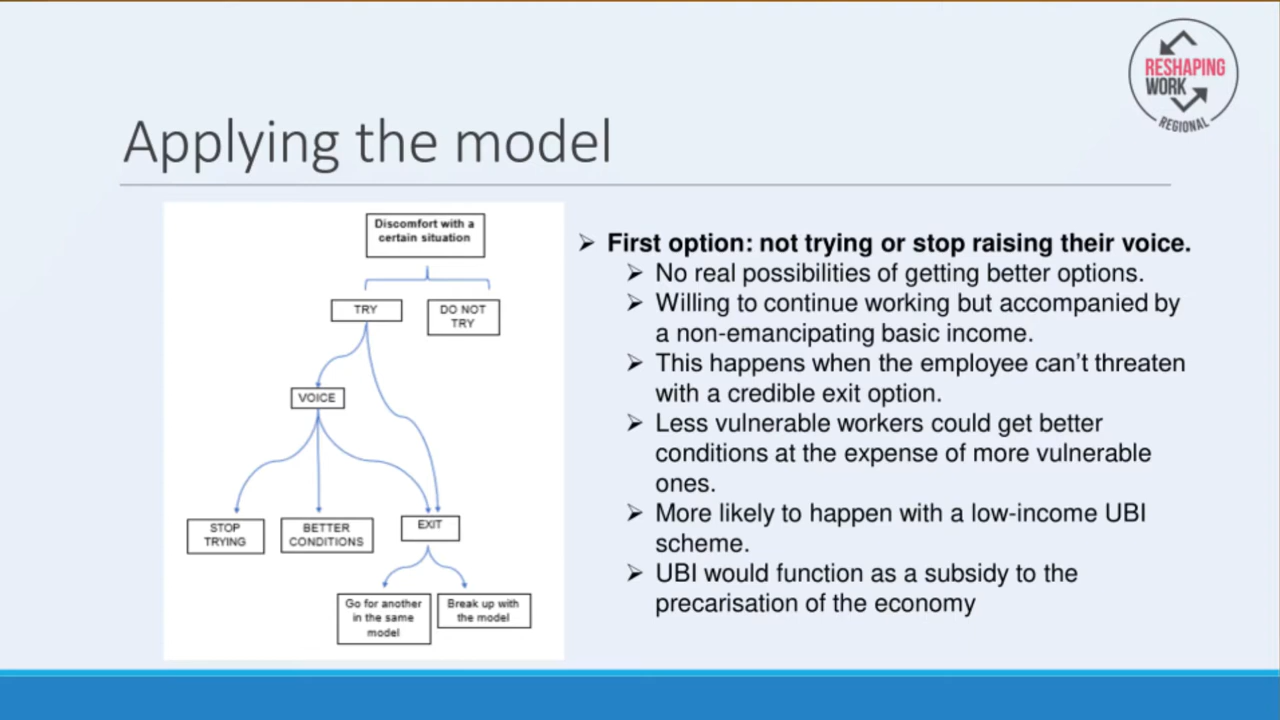 RESHAPING
WORK
REGIONAL
Applying the model
Discomfort with a
certain situation
TRY
DO NOT
TRY
VOICE
STOP
TRYING
BETTER
CONDITIONS
EXIT
Go for another
in the same
model
Break up with
the model
➢ First option: not trying or stop raising their voice.
➢ No real possibilities of getting better options.
➢ Willing to continue working but accompanied by
a non-emancipating basic income.
➢ This happens when the employee can’t threaten
with a credible exit option.
➢ Less vulnerable workers could get better
conditions at the expense of more vulnerable
ones.
➢ More likely to happen with a low-income UBI
scheme.
➢ UBI would function as a subsidy to the
precarisation of the economy